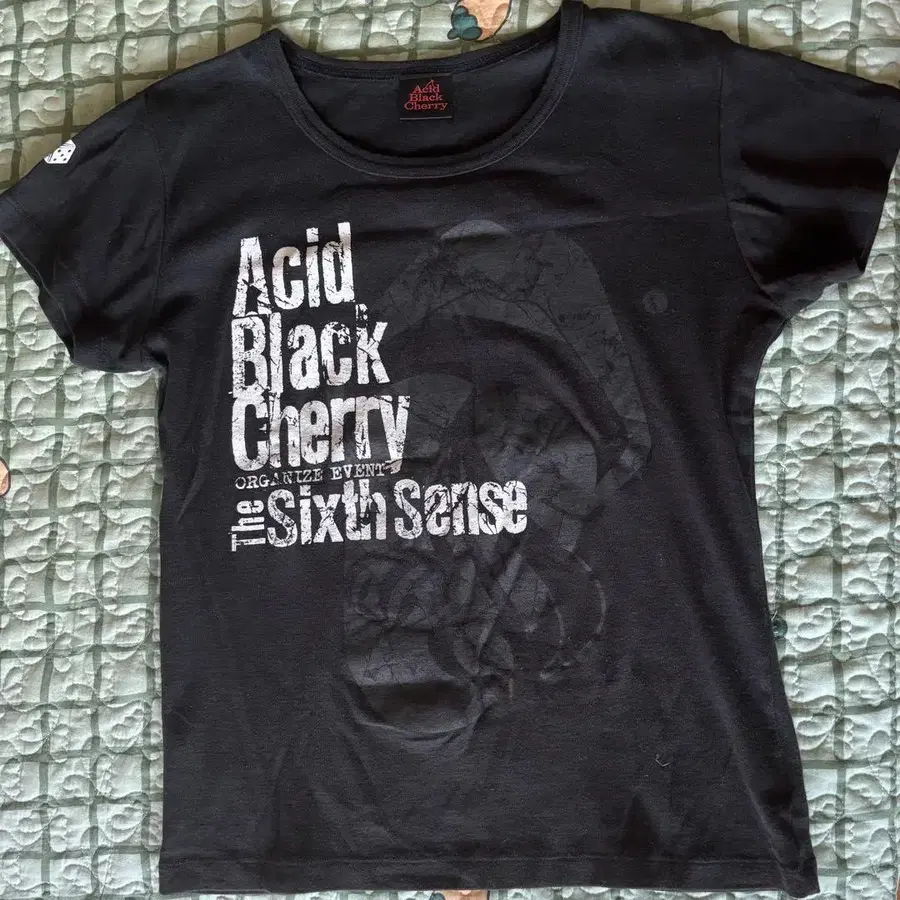 Acid
Black
Cherry
Acid
Black
Cherry
ORGANIZE EVENT
The Sixth Sense